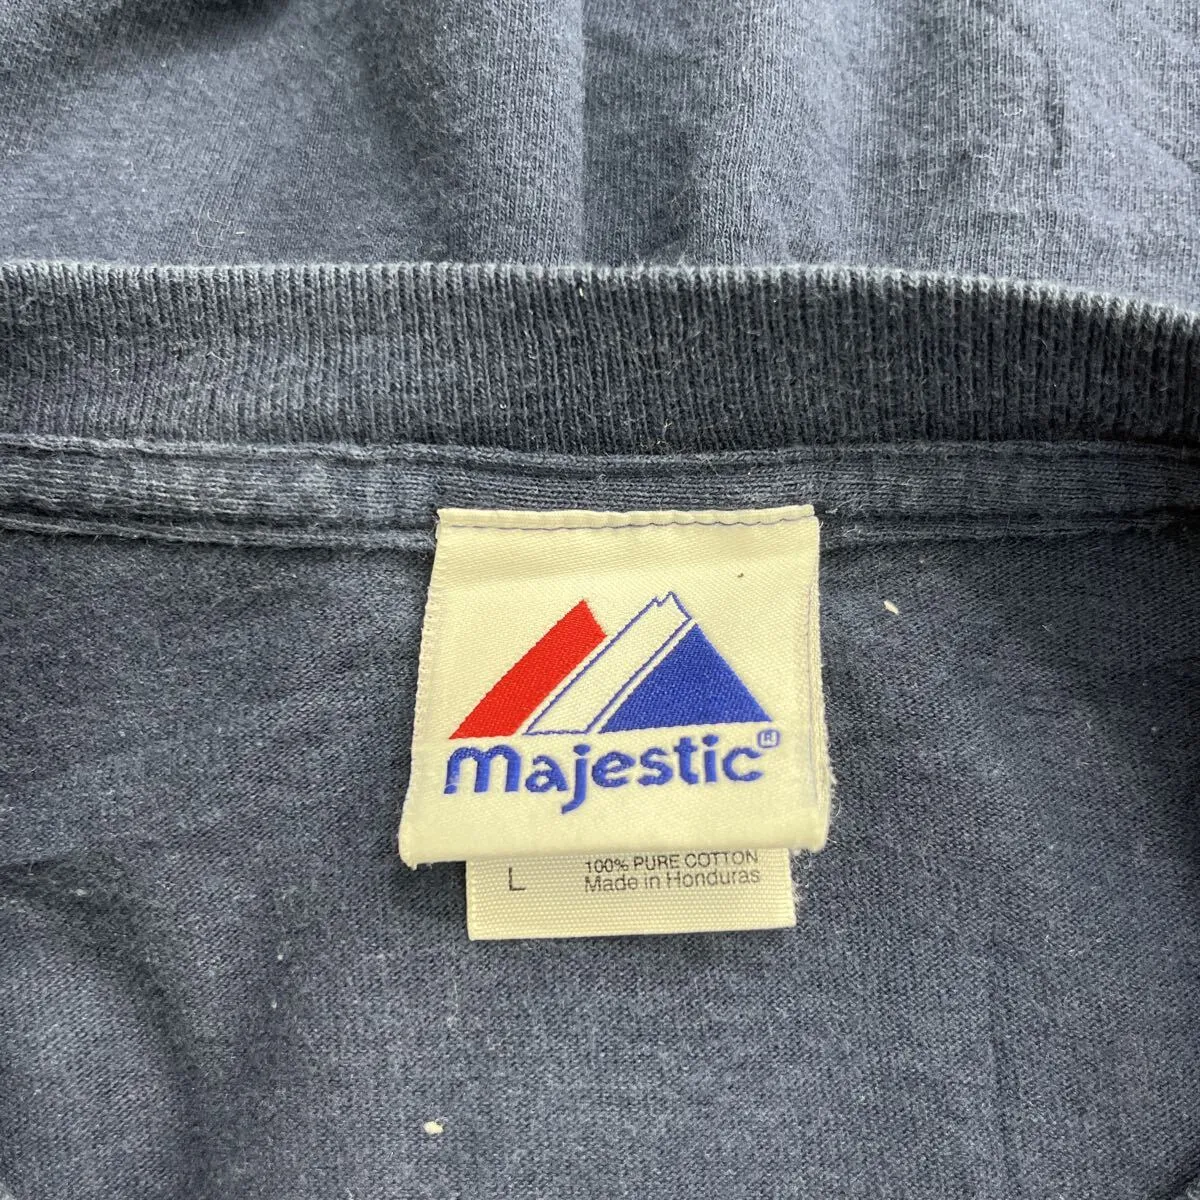 majestic®
L
100% PURE COTTON
Made in Honduras